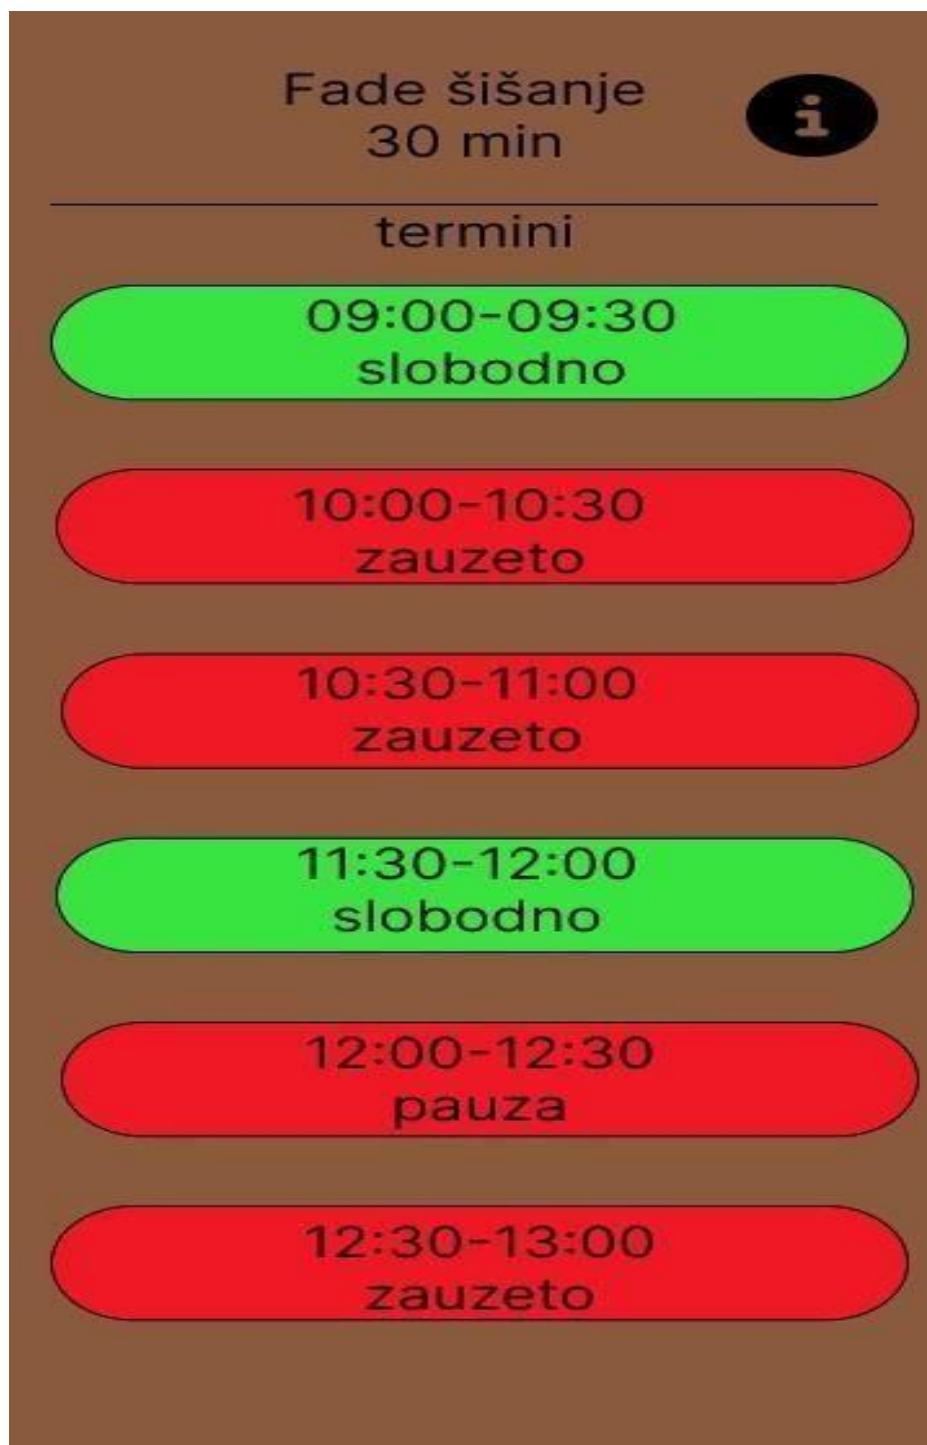 Fade šišanje
30 min
i
termini
09:00-09:30
slobodno
10:00-10:30
zauzeto
10:30-11:00
zauzeto
11:30-12:00
slobodno
12:00-12:30
pauza
12:30-13:00
zauzeto